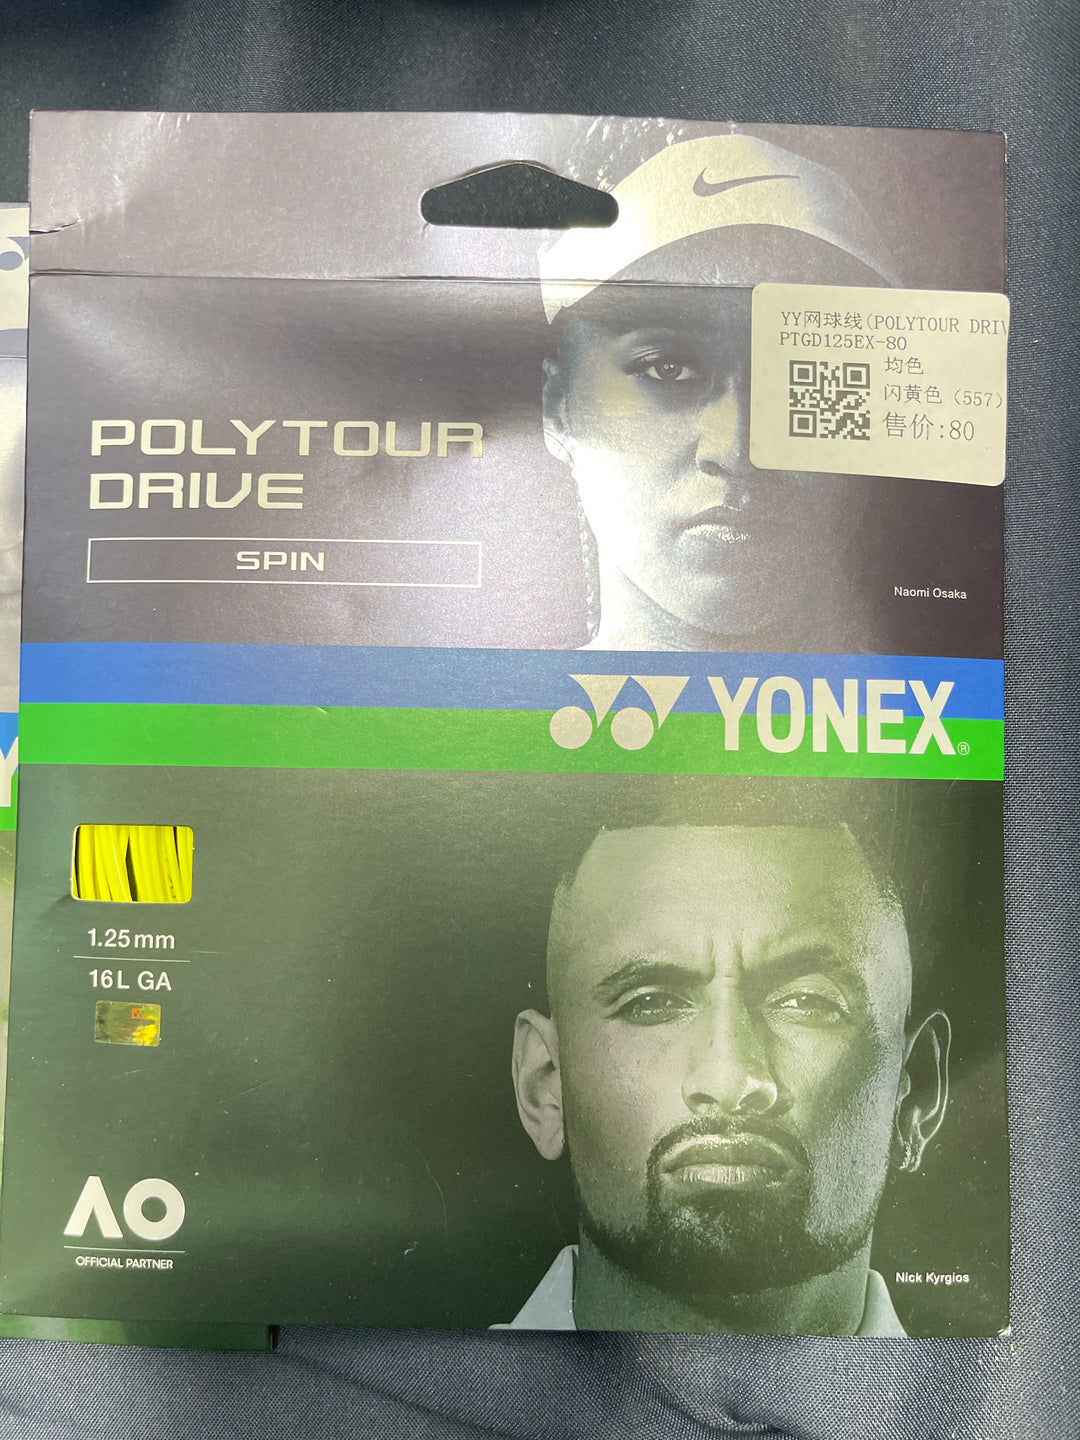 YY网球线(POLYTOUR DRIV
PTGD125EX-80
均色
闪黄色（557）
售价:80
POLYTOUR
DRIVE
SPIN
Naomi Osaka
YONEX®
1.25mm
16L GA
AO
OFFICIAL PARTNER
Nick Kyrgios